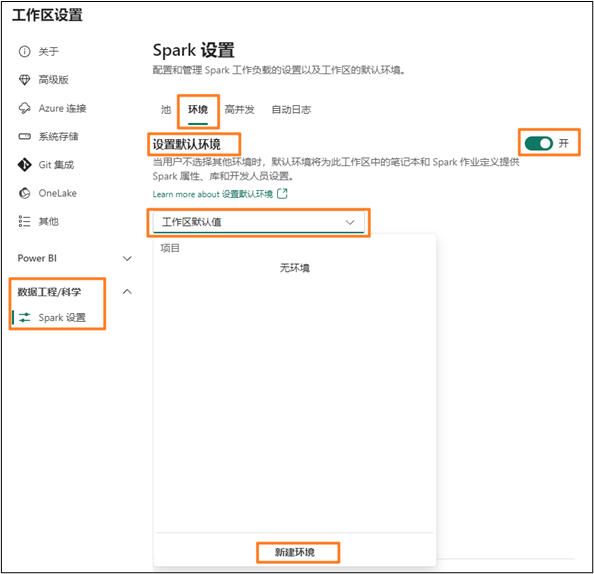 工作区设置
关于
高级版
Azure 连接
系统存储
Git 集成
OneLake
其他
Power BI
数据工程/科学
Spark 设置
Spark 设置
配置和管理 Spark 工作负载的设置以及工作区的默认环境。
池 环境 高并发 自动日志
设置默认环境
开
当用户不选择其他环境时，默认环境将为此工作区中的笔记本和 Spark 作业定义提供
Spark 属性、库和开发人员设置。
Learn more about 设置默认环境
工作区默认值
项目
无环境
新建环境